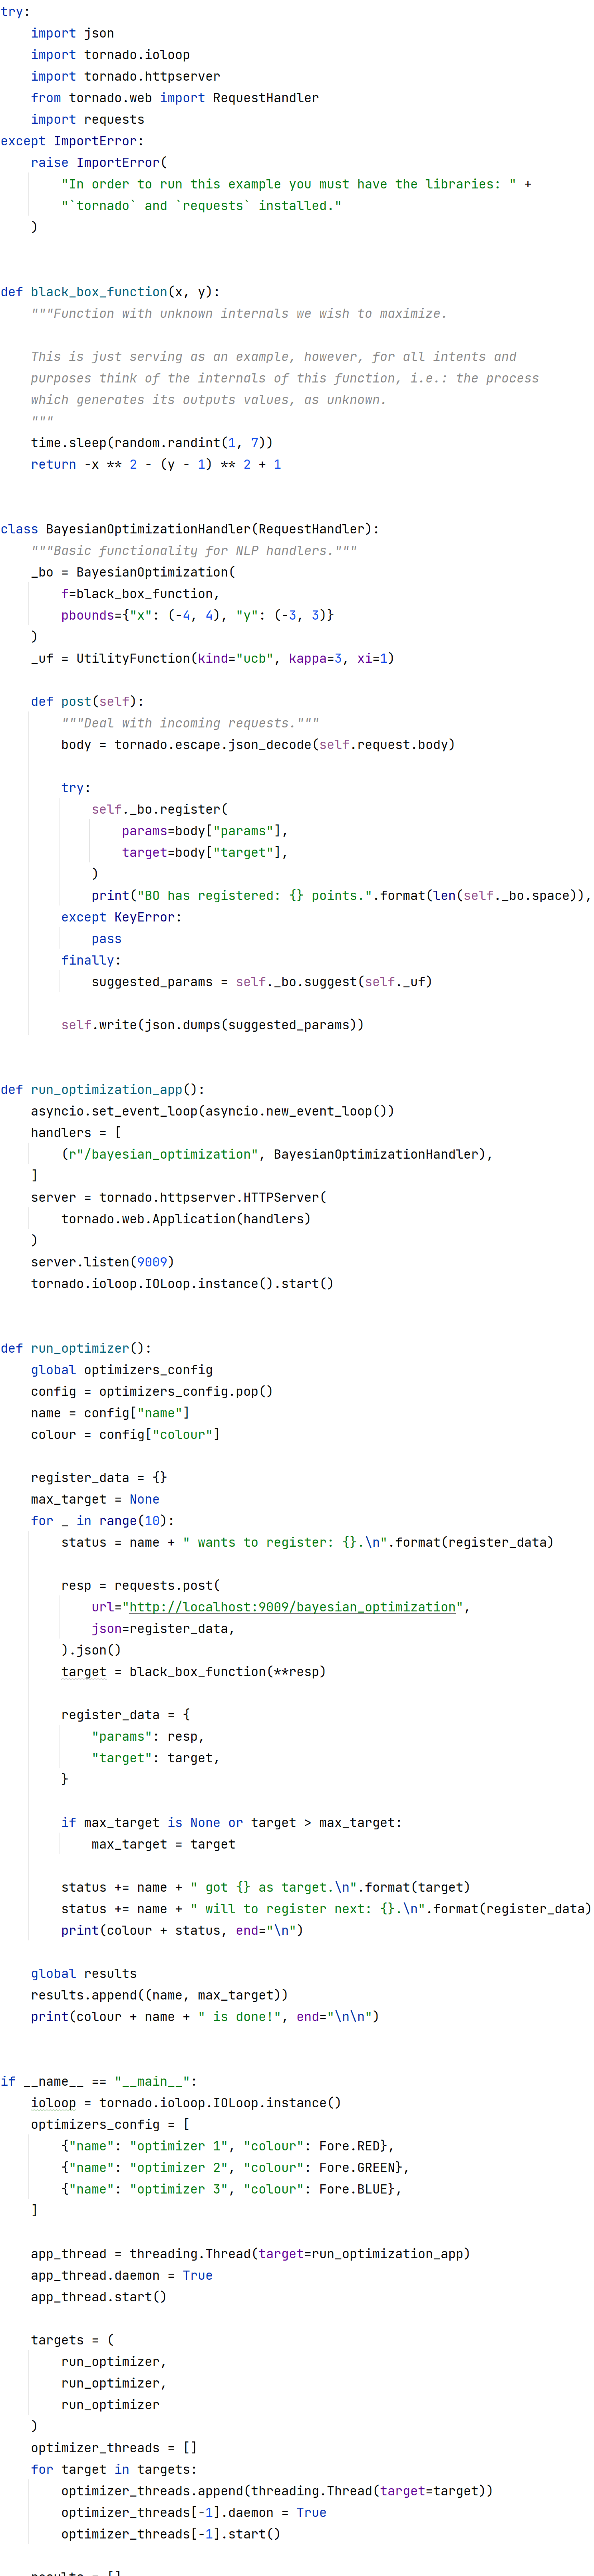 try:
    import json
    import tornado.ioloop
    import tornado.httpserver
    from tornado.web import RequestHandler
    import requests
except ImportError:
    raise ImportError(
        "In order to run this example you must have the libraries: " +
        "`tornado` and `requests` installed."
    )


def black_box_function(x, y):
    """Function with unknown internals we wish to maximize.

    This is just serving as an example, however, for all intents and
    purposes think of the internals of this function, i.e.: the process
    which generates its outputs values, as unknown.
    """
    time.sleep(random.randint(1, 7))
    return -x ** 2 - (y - 1) ** 2 + 1


class BayesianOptimizationHandler(RequestHandler):
    """Basic functionality for NLP handlers."""
    _bo = BayesianOptimization(
        f=black_box_function,
        pbounds={"x": (-4, 4), "y": (-3, 3)}
    )
    _uf = UtilityFunction(kind="ucb", kappa=3, xi=1)

    def post(self):
        """Deal with incoming requests."""
        body = tornado.escape.json_decode(self.request.body)

        try:
            self._bo.register(
                params=body["params"],
                target=body["target"],
            )
            print("BO has registered: {} points.".format(len(self._bo.space)),
        except KeyError:
            pass
        finally:
            suggested_params = self._bo.suggest(self._uf)

        self.write(json.dumps(suggested_params))


def run_optimization_app():
    asyncio.set_event_loop(asyncio.new_event_loop())
    handlers = [
        (r"/bayesian_optimization", BayesianOptimizationHandler),
    ]
    server = tornado.httpserver.HTTPServer(
        tornado.web.Application(handlers)
    )
    server.listen(9009)
    tornado.ioloop.IOLoop.instance().start()


def run_optimizer():
    global optimizers_config
    config = optimizers_config.pop()
    name = config["name"]
    colour = config["colour"]

    register_data = {}
    max_target = None
    for _ in range(10):
        status = name + " wants to register: {}.\n".format(register_data)

        resp = requests.post(
            url="http://localhost:9009/bayesian_optimization",
            json=register_data,
        ).json()
        target = black_box_function(**resp)

        register_data = {
            "params": resp,
            "target": target,
        }

        if max_target is None or target > max_target:
            max_target = target

        status += name + " got {} as target.\n".format(target)
        status += name + " will to register next: {}.\n".format(register_data)
        print(colour + status, end="\n")

    global results
    results.append((name, max_target))
    print(colour + name + " is done!", end="\n\n")


if __name__ == "__main__":
    ioloop = tornado.ioloop.IOLoop.instance()
    optimizers_config = [
        {"name": "optimizer 1", "colour": Fore.RED},
        {"name": "optimizer 2", "colour": Fore.GREEN},
        {"name": "optimizer 3", "colour": Fore.BLUE},
    ]

    app_thread = threading.Thread(target=run_optimization_app)
    app_thread.daemon = True
    app_thread.start()

    targets = (
        run_optimizer,
        run_optimizer,
        run_optimizer
    )
    optimizer_threads = []
    for target in targets:
        optimizer_threads.append(threading.Thread(target=target))
        optimizer_threads[-1].daemon = True
        optimizer_threads[-1].start()